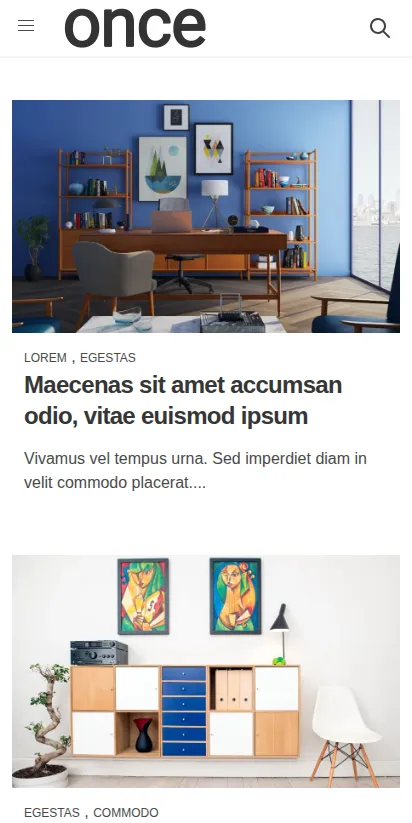 once
LOREM , EGESTAS
Maecenas sit amet accumsan
odio, vitae euismod ipsum
Vivamus vel tempus urna. Sed imperdiet diam in
velit commodo placerat....
EGESTAS , COMMODO